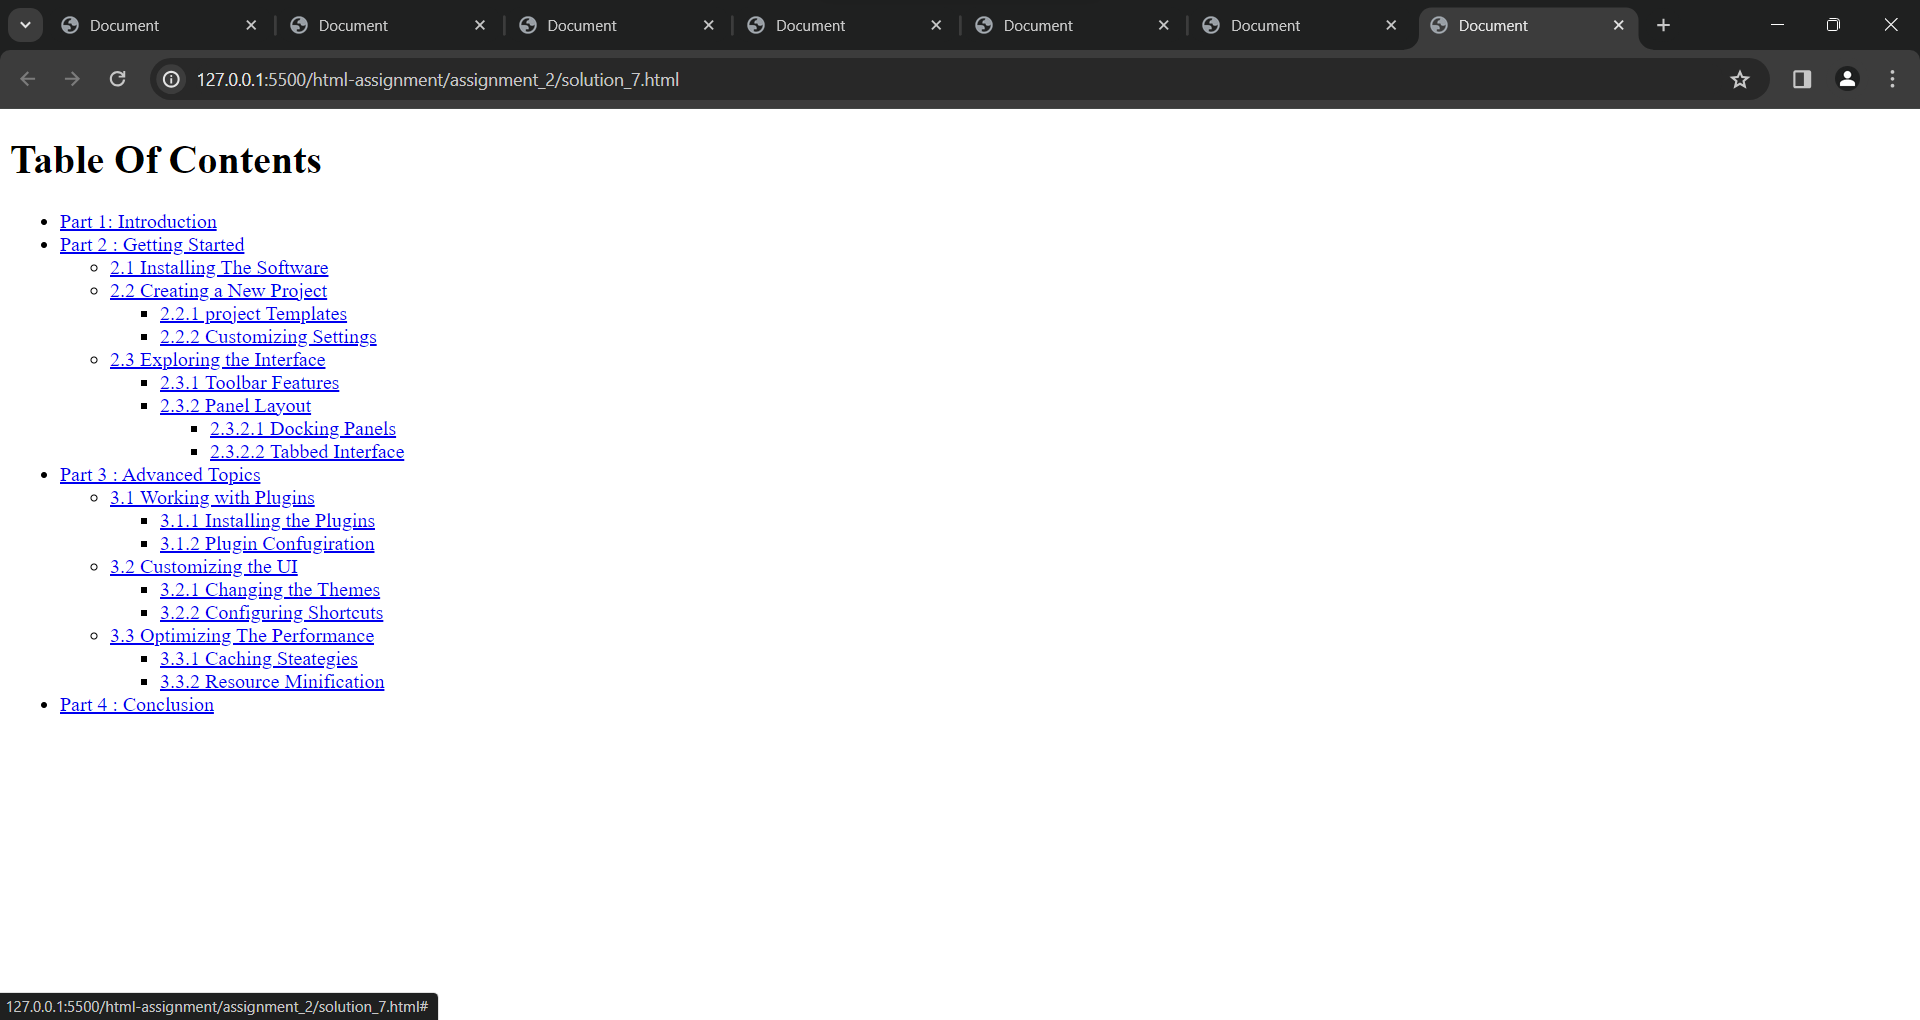 Document
Document
Document
Document
Document
Document
Document
127.0.0.1:5500/html-assignment/assignment_2/solution_7.html
Table Of Contents
Part 1: Introduction
Part 2 : Getting Started
2.1 Installing The Software
2.2 Creating a New Project
2.2.1 project Templates
2.2.2 Customizing Settings
2.3 Exploring the Interface
2.3.1 Toolbar Features
2.3.2 Panel Layout
2.3.2.1 Docking Panels
2.3.2.2 Tabbed Interface
Part 3 : Advanced Topics
3.1 Working with Plugins
3.1.1 Installing the Plugins
3.1.2 Plugin Confugiration
3.2 Customizing the UI
3.2.1 Changing the Themes
3.2.2 Configuring Shortcuts
3.3 Optimizing The Performance
3.3.1 Caching Steategies
3.3.2 Resource Minification
Part 4 : Conclusion
127.0.0.1:5500/html-assignment/assignment_2/solution_7.html#